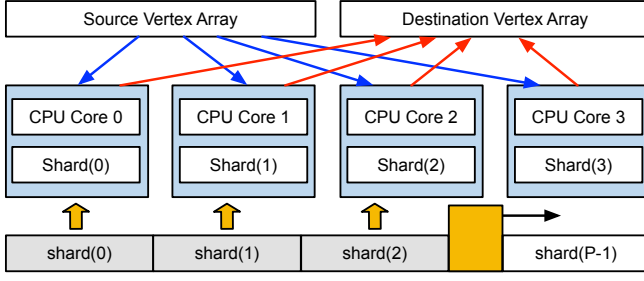 Source Vertex Array
Destination Vertex Array
CPU Core 0
CPU Core 1
CPU Core 2
CPU Core 3
Shard(0)
Shard(1)
Shard(2)
Shard(3)
shard(0)
shard(1)
shard(2)
shard(P-1)